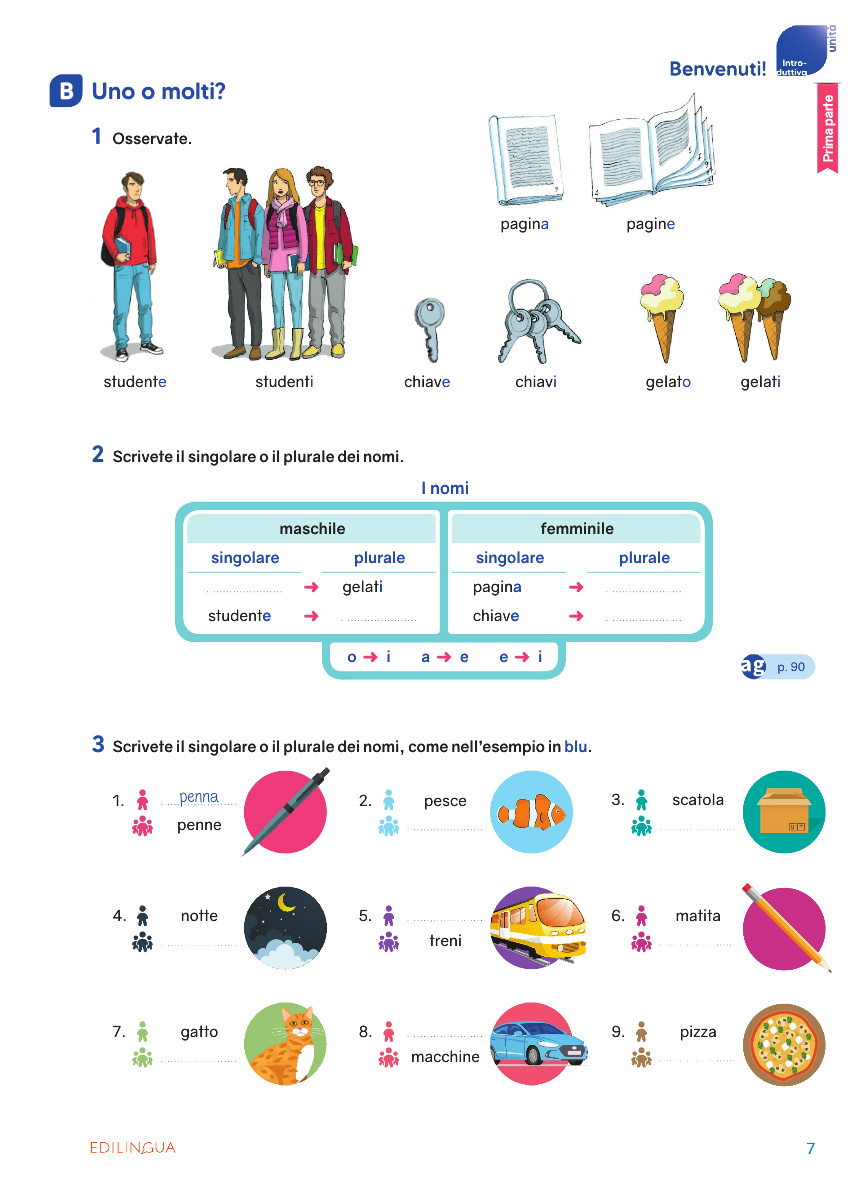 Benvenuti!
Intro-
duttiva
unità
Prima parte
B Uno o molti?
1 Osservate.
pagina pagine
studente studenti chiave chiavi gelato gelati
2 Scrivete il singolare o il plurale dei nomi.
I nomi
maschile femminile
singolare plurale singolare plurale
.................... ➜ gelati pagina ➜ ....................
studente ➜ .................... chiave ➜ ....................
o ➜ i a ➜ e e ➜ i
ag p. 90
3 Scrivete il singolare o il plurale dei nomi, come nell'esempio in blu.
1. penna
penne
2. pesce
....................
3. scatola
....................
4. notte
....................
5. ....................
treni
6. matita
....................
7. gatto
....................
8. ....................
macchine
9. pizza
....................
EDILINGUA
7